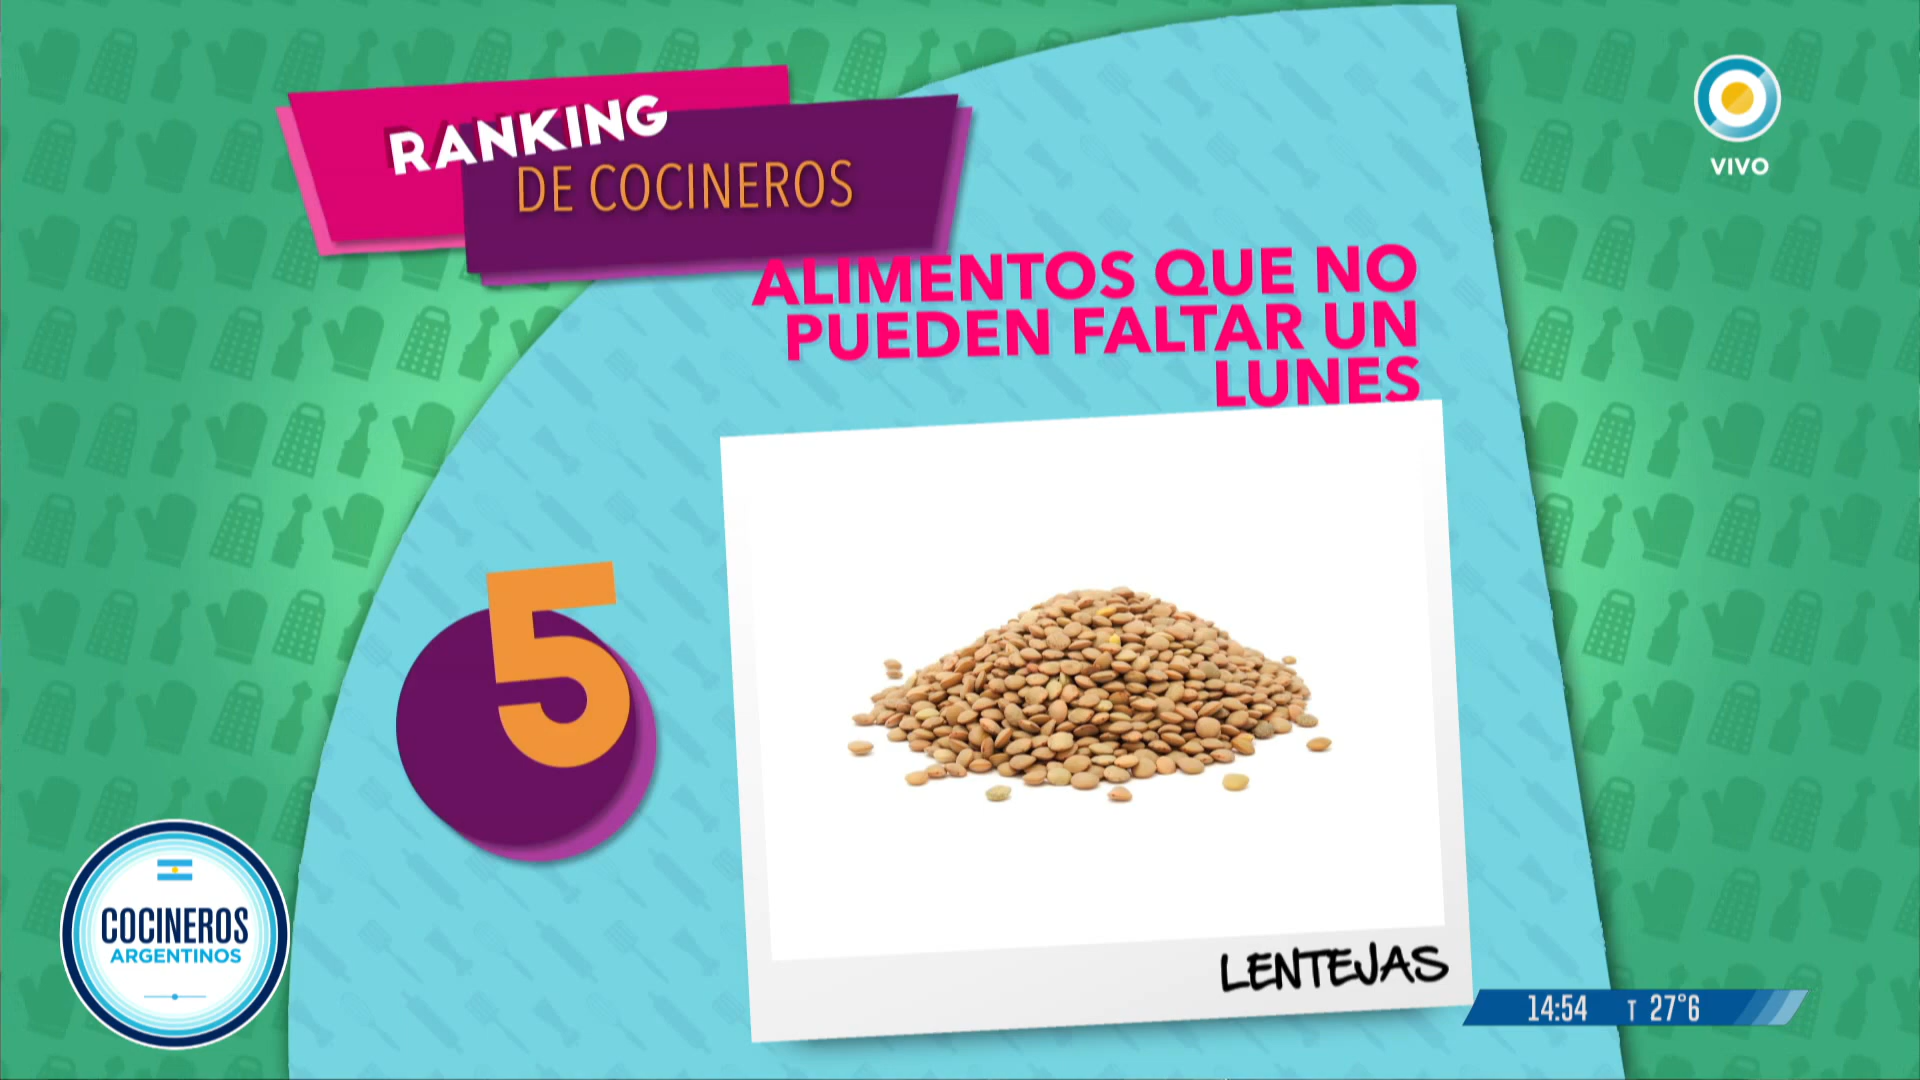 RANKING
DE COCINEROS
VIVO
ALIMENTOS QUE NO
PUEDEN FALTAR UN
LUNES
5
LENTEJAS
COCINEROS
ARGENTINOS
14:54 T 27°6